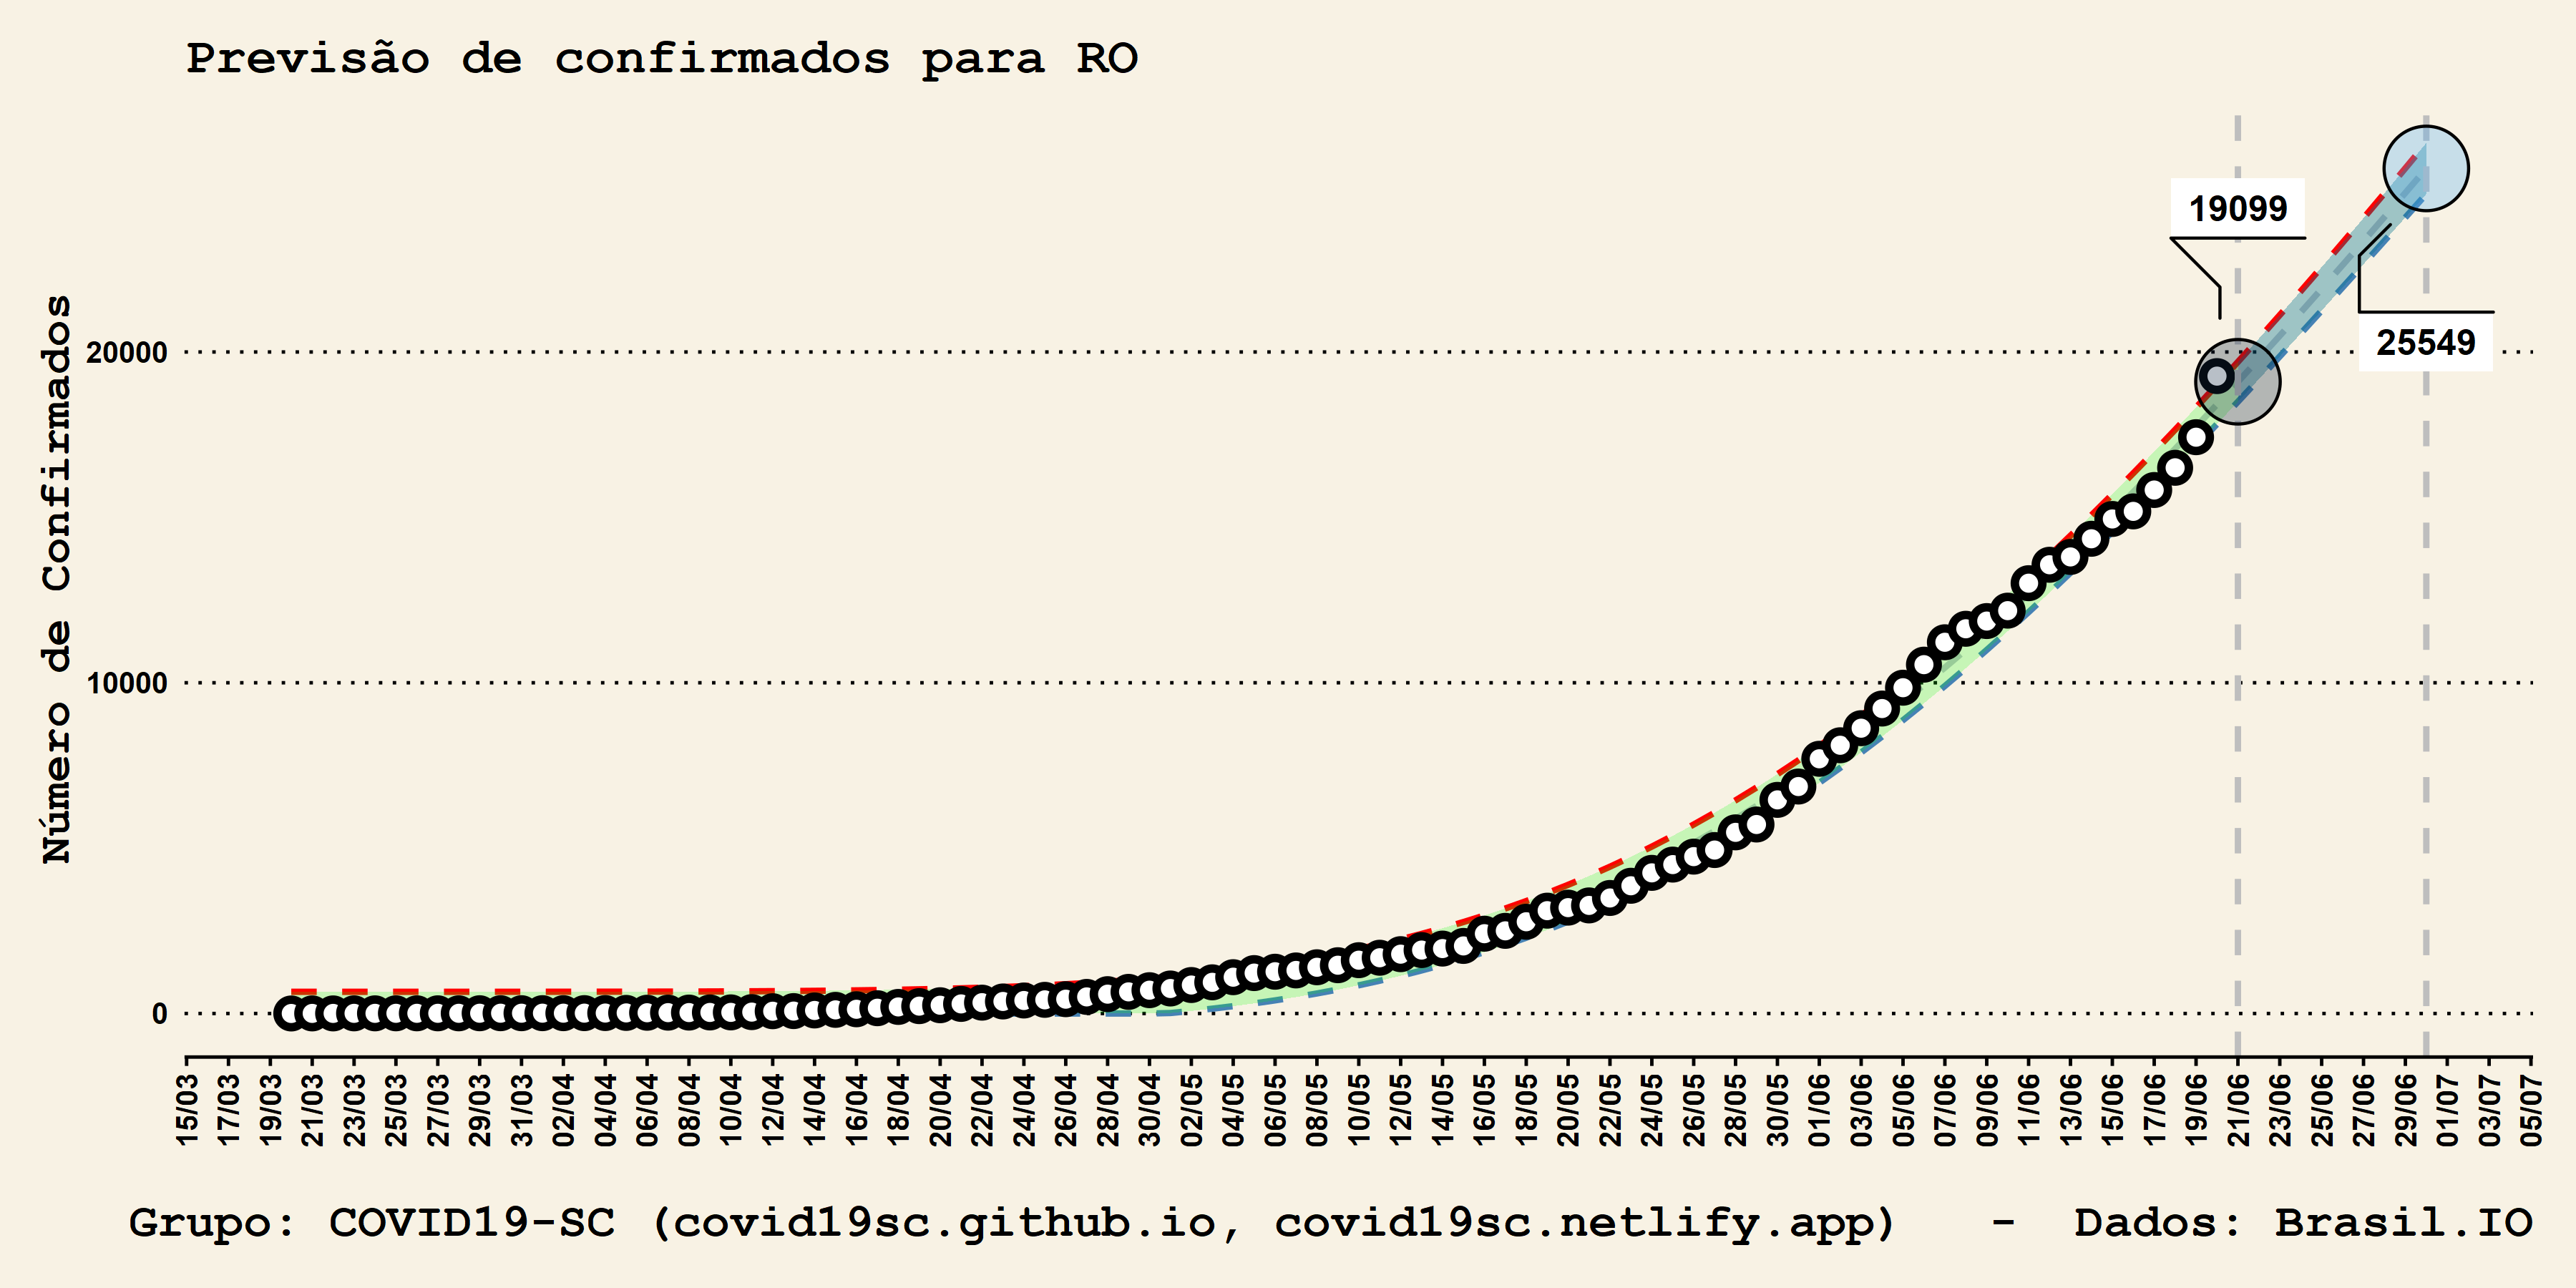 Previsão de confirmados para RO
Número de Confirmados
20000
10000
0
19099
25549
15/03 17/03 19/03 21/03 23/03 25/03 27/03 29/03 31/03 02/04 04/04 06/04 08/04 10/04 12/04 14/04 16/04 18/04 20/04 22/04 24/04 26/04 28/04 30/04 02/05 04/05 06/05 08/05 10/05 12/05 14/05 16/05 18/05 20/05 22/05 24/05 26/05 28/05 30/05 01/06 03/06 05/06 07/06 09/06 11/06 13/06 15/06 17/06 19/06 21/06 23/06 25/06 27/06 29/06 01/07 03/07 05/07
Grupo: COVID19-SC (covid19sc.github.io, covid19sc.netlify.app) - Dados: Brasil.IO